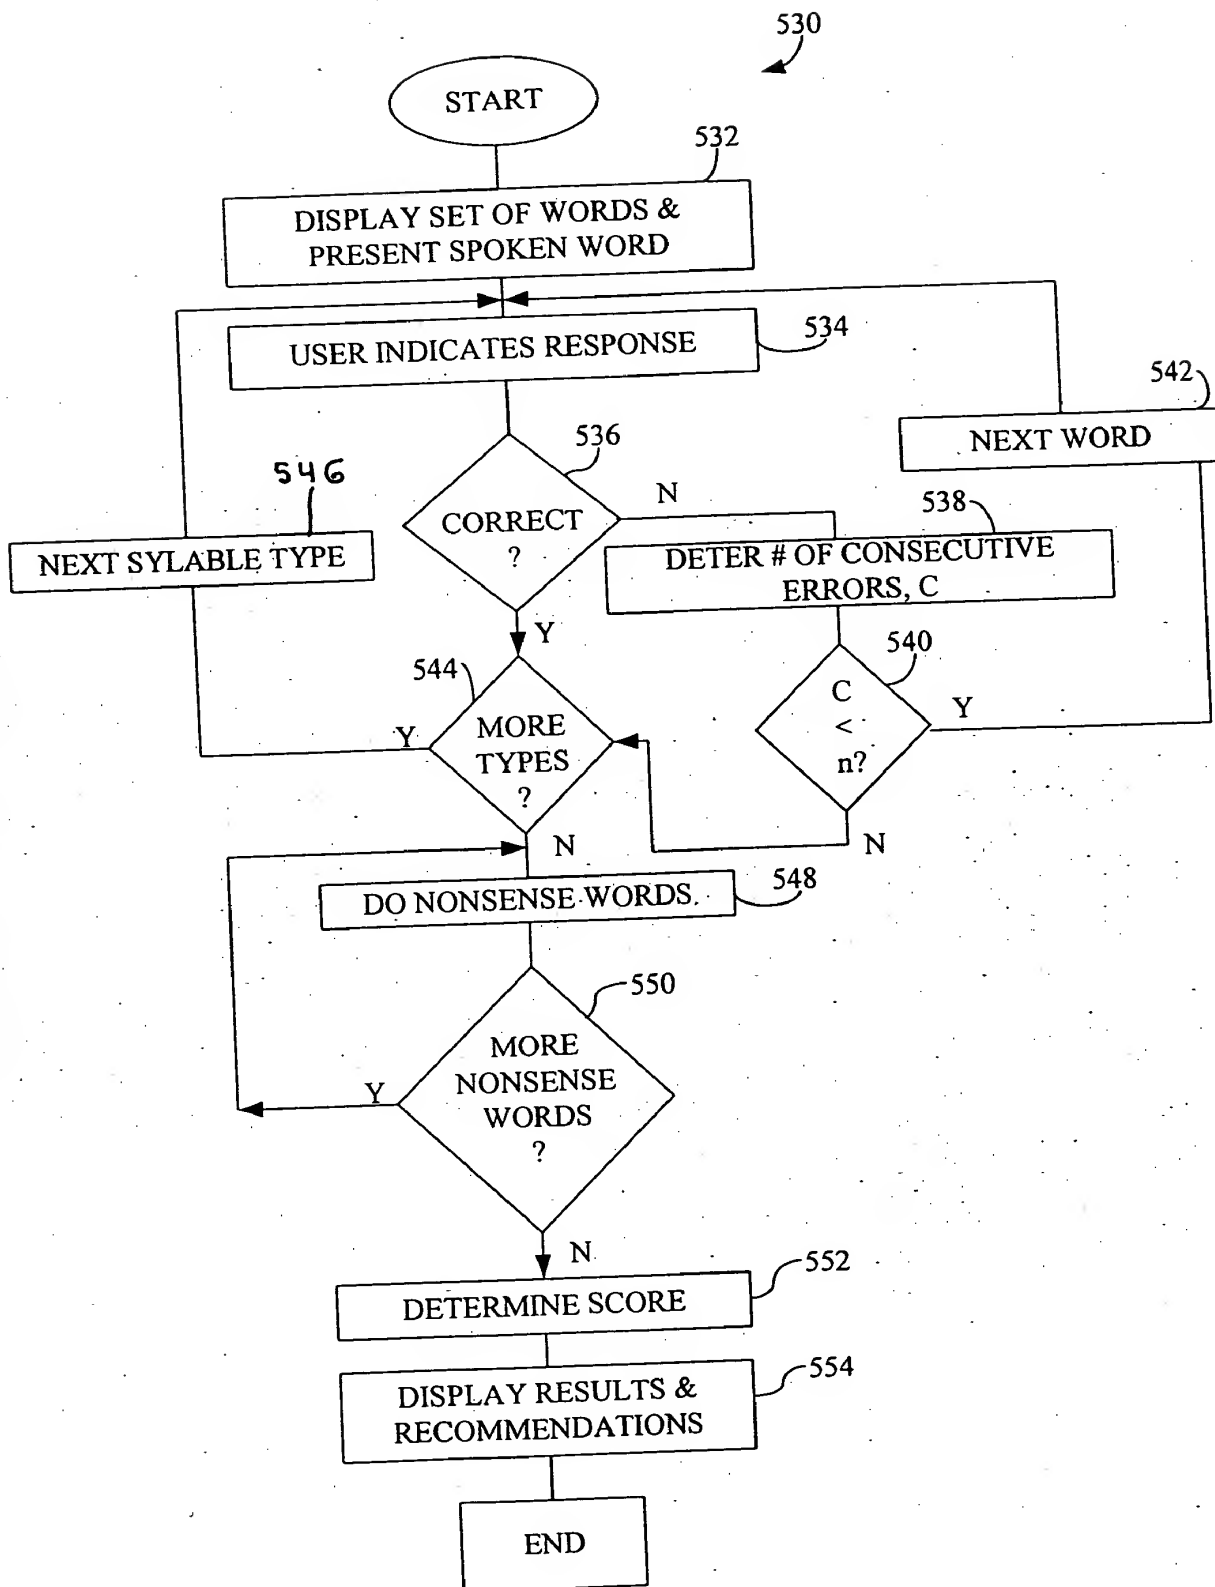 530
START
532
DISPLAY SET OF WORDS &
PRESENT SPOKEN WORD
USER INDICATES RESPONSE
534
542
NEXT WORD
536
546
CORRECT
?
N
538
NEXT SYLABLE TYPE
DETER # OF CONSECUTIVE
ERRORS, C
Y
544
540
MORE
TYPES
?
Y
C
<
n?
Y
N
N
DO NONSENSE WORDS.
548
550
MORE
NONSENSE
WORDS
?
Y
N
552
DETERMINE SCORE
554
DISPLAY RESULTS &
RECOMMENDATIONS
END